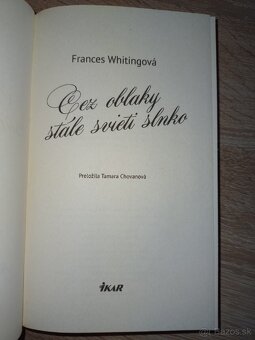 Frances Whitingová
Cez oblaky
stále svieti slnko
Preložila Tamara Chovanová
IKAR
bazos.sk